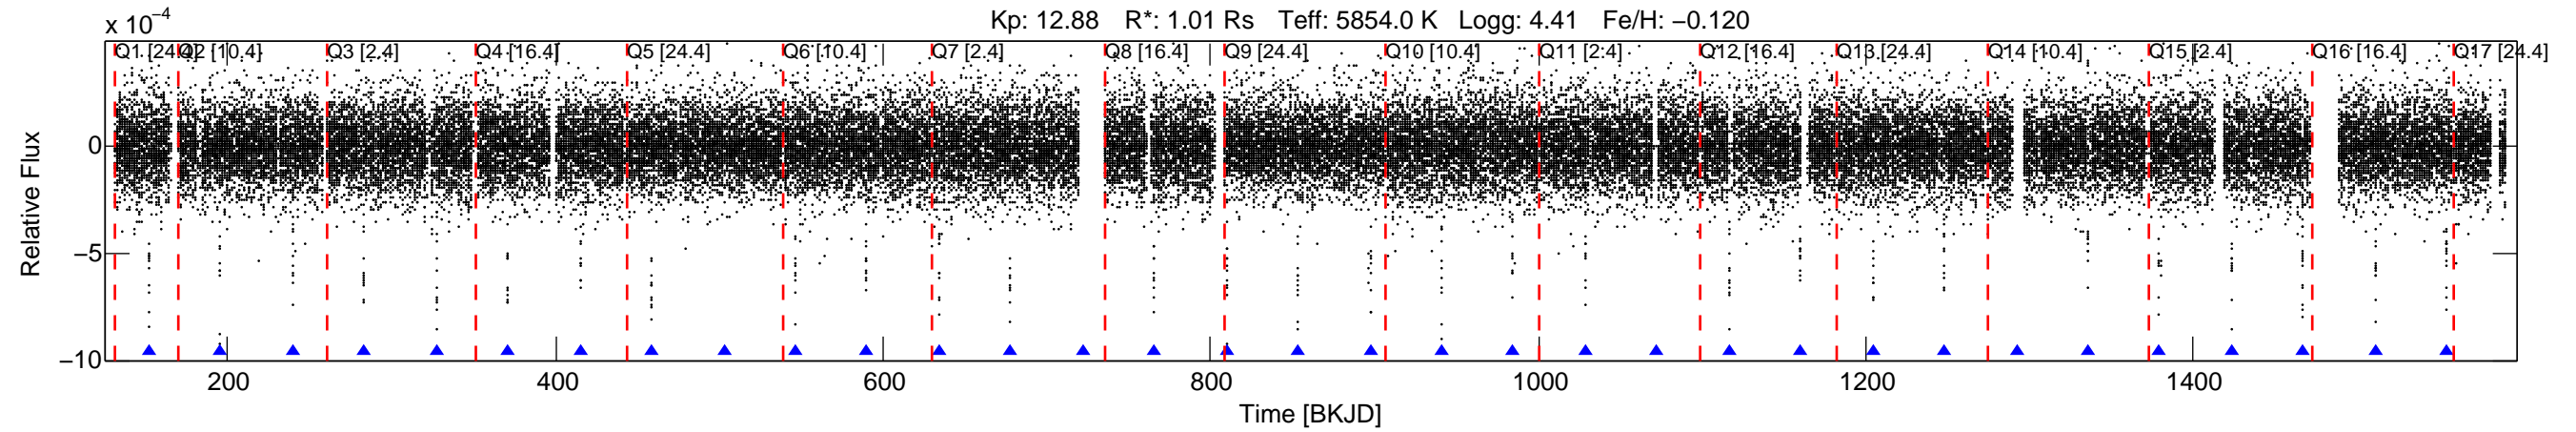 Kp: 12.88 R*: 1.01 Rs Teff: 5854.0 K Logg: 4.41 Fe/H: −0.120
x 10−4
Q1 [24.4] Q2 [10.4] Q3 [2.4] Q4 [16.4] Q5 [24.4] Q6 [10.4] Q7 [2.4] Q8 [16.4] Q9 [24.4] Q10 [10.4] Q11 [2.4] Q12 [16.4] Q13 [24.4] Q14 [10.4] Q15 [2.4] Q16 [16.4] Q17 [24.4]
0
−5
−10
Relative Flux
200 400 600 800 1000 1200 1400
Time [BKJD]